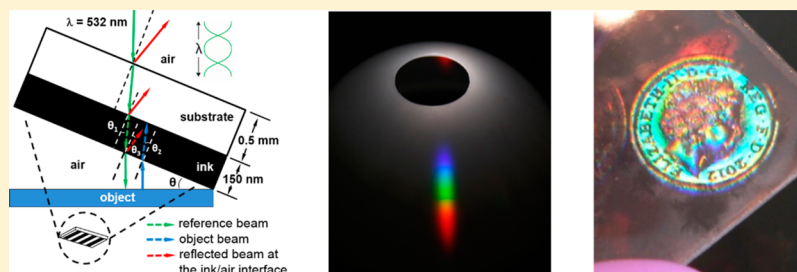 λ = 532 nm
air
λ
substrate
θ₁
θ₃
θ₂
0.5 mm
air
ink
θ
150 nm
object
reference beam
object beam
reflected beam at
the ink/air interface
ELIZABETH·II·D·G· REG·F·D·2012